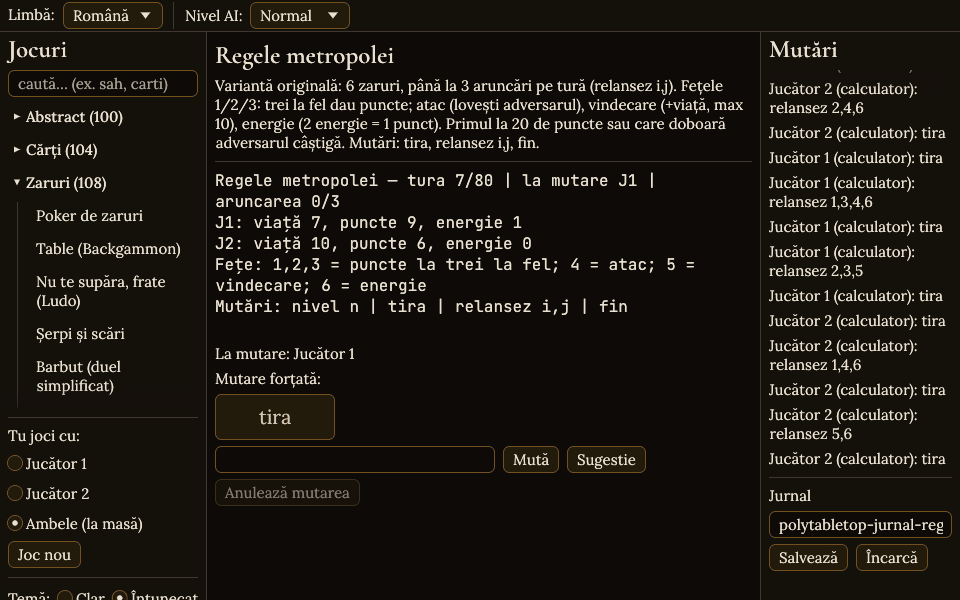 Limbă: Română ▼ Nivel AI: Normal ▼
Jocuri
caută... (ex. sah, carti)
▸ Abstract (100)
▸ Cărți (104)
▾ Zaruri (108)
Poker de zaruri
Table (Backgammon)
Nu te supăra, frate
(Ludo)
Șerpi și scări
Barbut (duel
simplificat)
Tu joci cu:
Jucător 1
Jucător 2
Ambele (la masă)
Joc nou
Temă: Clar Întunecat
Regele metropolei
Variantă originală: 6 zaruri, până la 3 aruncări pe tură (relansez i,j). Fețele
1/2/3: trei la fel dau puncte; atac (lovești adversarul), vindecare (+viață, max
10), energie (2 energie = 1 punct). Primul la 20 de puncte sau care doboară
adversarul câștigă. Mutări: tira, relansez i,j, fin.
Regele metropolei — tura 7/80 | la mutare J1 |
aruncarea 0/3
J1: viață 7, puncte 9, energie 1
J2: viață 10, puncte 6, energie 0
Fețe: 1,2,3 = puncte la trei la fel; 4 = atac; 5 =
vindecare; 6 = energie
Mutări: nivel n | tira | relansez i,j | fin
La mutare: Jucător 1
Mutare forțată:
tira
Mută Sugestie
Anulează mutarea
Mutări
Jucător 2 (calculator):
relansez 2,4,6
Jucător 2 (calculator): tira
Jucător 1 (calculator): tira
Jucător 1 (calculator):
relansez 1,3,4,6
Jucător 1 (calculator): tira
Jucător 1 (calculator):
relansez 2,3,5
Jucător 1 (calculator): tira
Jucător 2 (calculator): tira
Jucător 2 (calculator):
relansez 1,4,6
Jucător 2 (calculator): tira
Jucător 2 (calculator):
relansez 5,6
Jucător 2 (calculator): tira
Jurnal
polytabletop-jurnal-reg
Salvează Încarcă